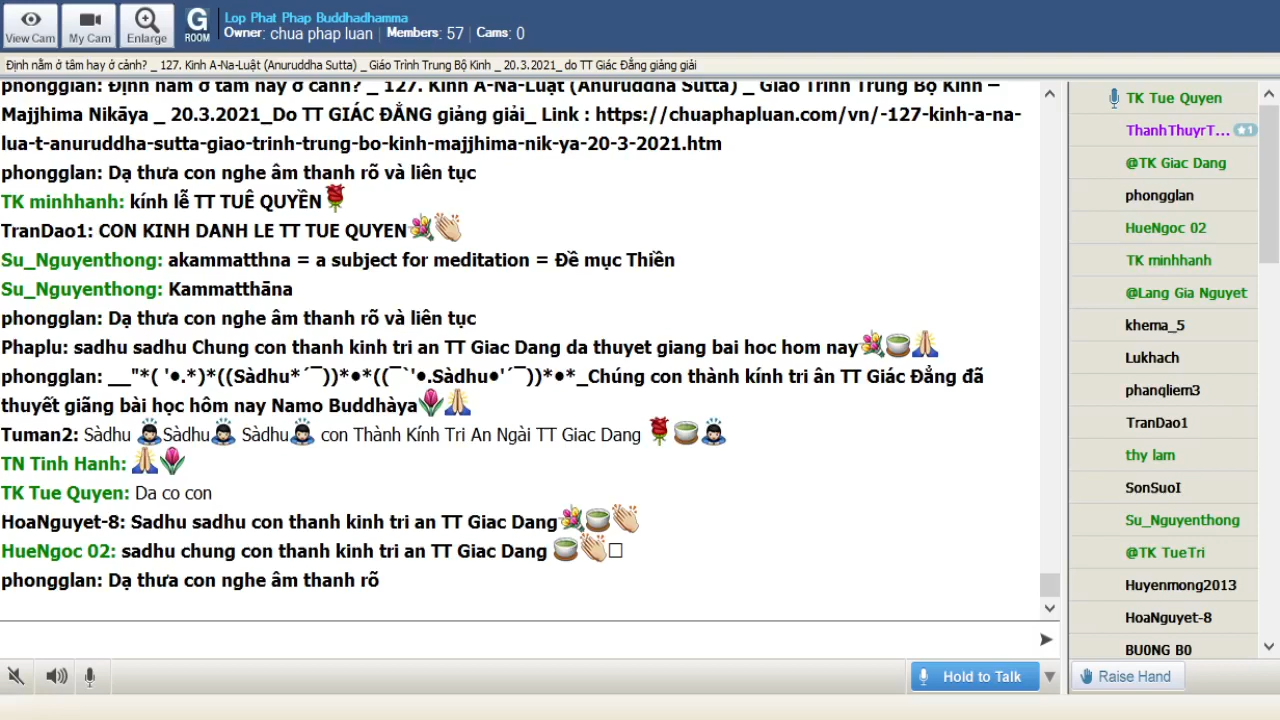 View Cam
My Cam
Enlarge
G
ROOM
Lop Phat Phap Buddhadhamma
Owner: chua phap luan | Members: 57 | Cams: 0
Định nằm ở tâm hay ở cảnh? _ 127. Kinh A-Na-Luật (Anuruddha Sutta) _ Giáo Trình Trung Bộ Kinh _ 20.3.2021_ do TT Giác Đẳng giảng giải
phongglan: Định nằm ở tâm hay ở cảnh? _ 127. Kinh A-Na-Luật (Anuruddha Sutta) _ Giáo Trình Trung Bộ Kinh –
Majjhima Nikāya _ 20.3.2021_Do TT GIÁC ĐẲNG giảng giải_ Link : https://chuaphapluan.com/vn/-127-kinh-a-na-
lua-t-anuruddha-sutta-giao-trinh-trung-bo-kinh-majjhima-nik-ya-20-3-2021.htm
phongglan: Dạ thưa con nghe âm thanh rõ và liên tục
TK minhhanh: kính lễ TT TUÊ QUYỀN🌹
TranDao1: CON KINH DANH LE TT TUE QUYEN💐👏
Su_Nguyenthong: akammatthna = a subject for meditation = Đề mục Thiền
Su_Nguyenthong: Kammatthāna
phongglan: Dạ thưa con nghe âm thanh rõ và liên tục
Phaplu: sadhu sadhu Chung con thanh kinh tri an TT Giac Dang da thuyet giang bai hoc hom nay💐🍵🙏
phongglan: __"*( '•.*)*((Sàdhu*´¯))*•*((¯`'•.Sàdhu•'´¯))*•*_Chúng con thành kính tri ân TT Giác Đẳng đã
thuyết giãng bài học hôm nay Namo Buddhàya🌷🙏
Tuman2: Sàdhu 🙇Sàdhu🙇 Sàdhu🙇 con Thành Kính Tri An Ngài TT Giac Dang 🌹🍵🙇
TN Tinh Hanh: 🙏🌷
TK Tue Quyen: Da co con
HoaNguyet-8: Sadhu sadhu con thanh kinh tri an TT Giac Dang💐🍵👏
HueNgoc 02: sadhu chung con thanh kinh tri an TT Giac Dang 🍵👏□
phongglan: Dạ thưa con nghe âm thanh rõ
Hold to Talk
TK Tue Quyen
ThanhThuyrT... ★1
@TK Giac Dang
phongglan
HueNgoc 02
TK minhhanh
@Lang Gia Nguyet
khema_5
Lukhach
phanqliem3
TranDao1
thy lam
SonSuoI
Su_Nguyenthong
@TK TueTri
Huyenmong2013
HoaNguyet-8
BU0NG B0
Raise Hand